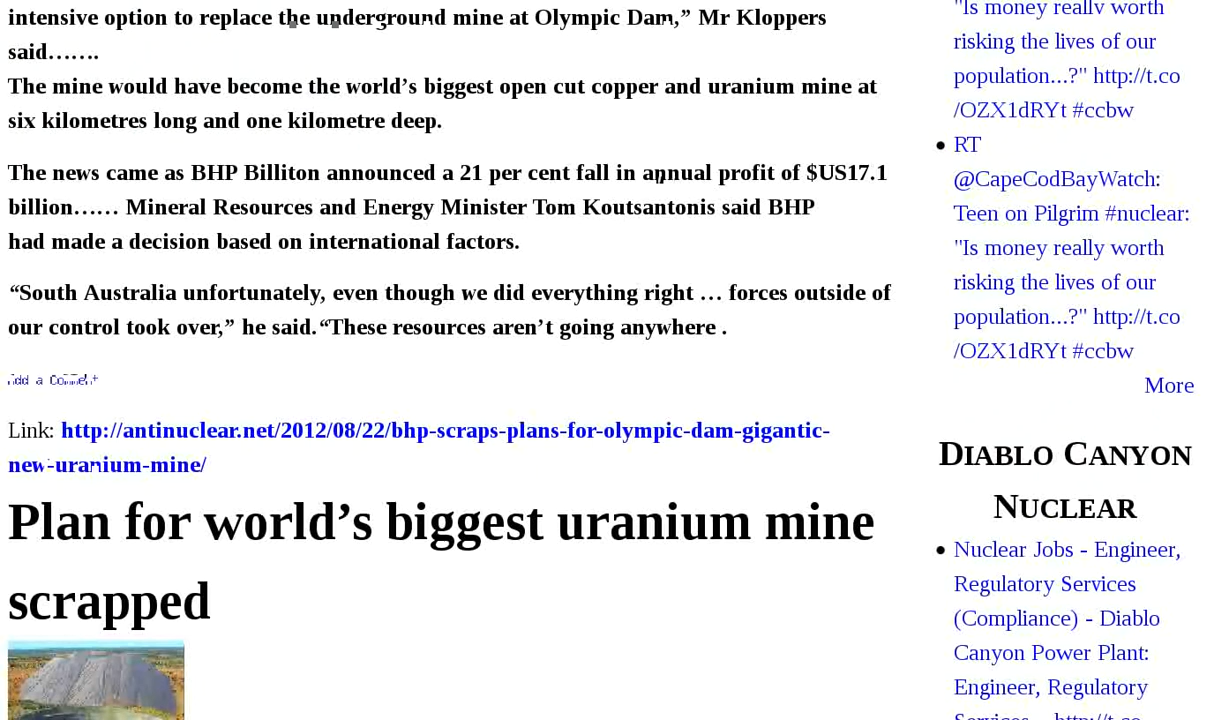 intensive option to replace the underground mine at Olympic Dam,” Mr Kloppers
said…….
The mine would have become the world’s biggest open cut copper and uranium mine at
six kilometres long and one kilometre deep.
The news came as BHP Billiton announced a 21 per cent fall in annual profit of $US17.1
billion…… Mineral Resources and Energy Minister Tom Koutsantonis said BHP
had made a decision based on international factors.
“South Australia unfortunately, even though we did everything right … forces outside of
our control took over,” he said.“These resources aren’t going anywhere .
Add a Comment
Link: http://antinuclear.net/2012/08/22/bhp-scraps-plans-for-olympic-dam-gigantic-
new-uranium-mine/
Plan for world’s biggest uranium mine
scrapped
"Is money really worth
risking the lives of our
population...?" http://t.co
/OZX1dRYt #ccbw
RT
@CapeCodBayWatch:
Teen on Pilgrim #nuclear:
"Is money really worth
risking the lives of our
population...?" http://t.co
/OZX1dRYt #ccbw
More
Diablo Canyon
Nuclear
Nuclear Jobs - Engineer,
Regulatory Services
(Compliance) - Diablo
Canyon Power Plant:
Engineer, Regulatory
Services... http://t.co